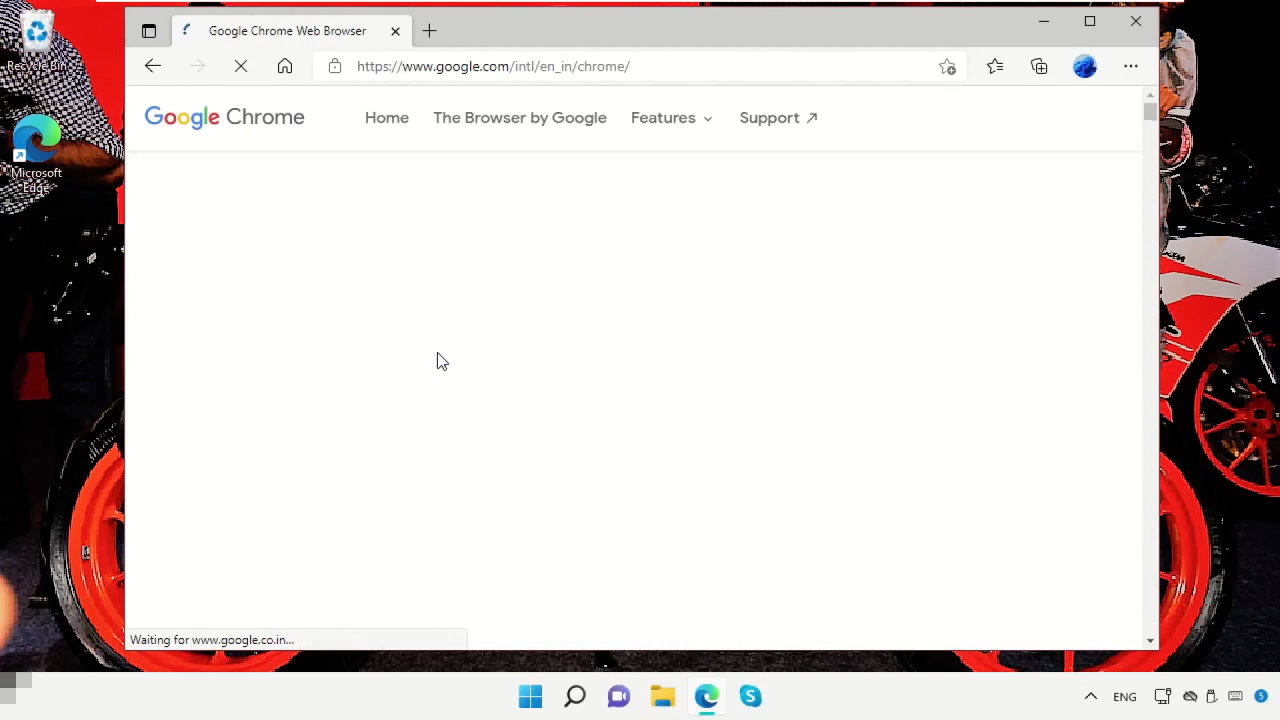 Recycle Bin
Microsoft
Edge
Google Chrome Web Browser
https://www.google.com/intl/en_in/chrome/
Google Chrome
Home
The Browser by Google
Features
Support
Waiting for www.google.co.in...
ENG
5